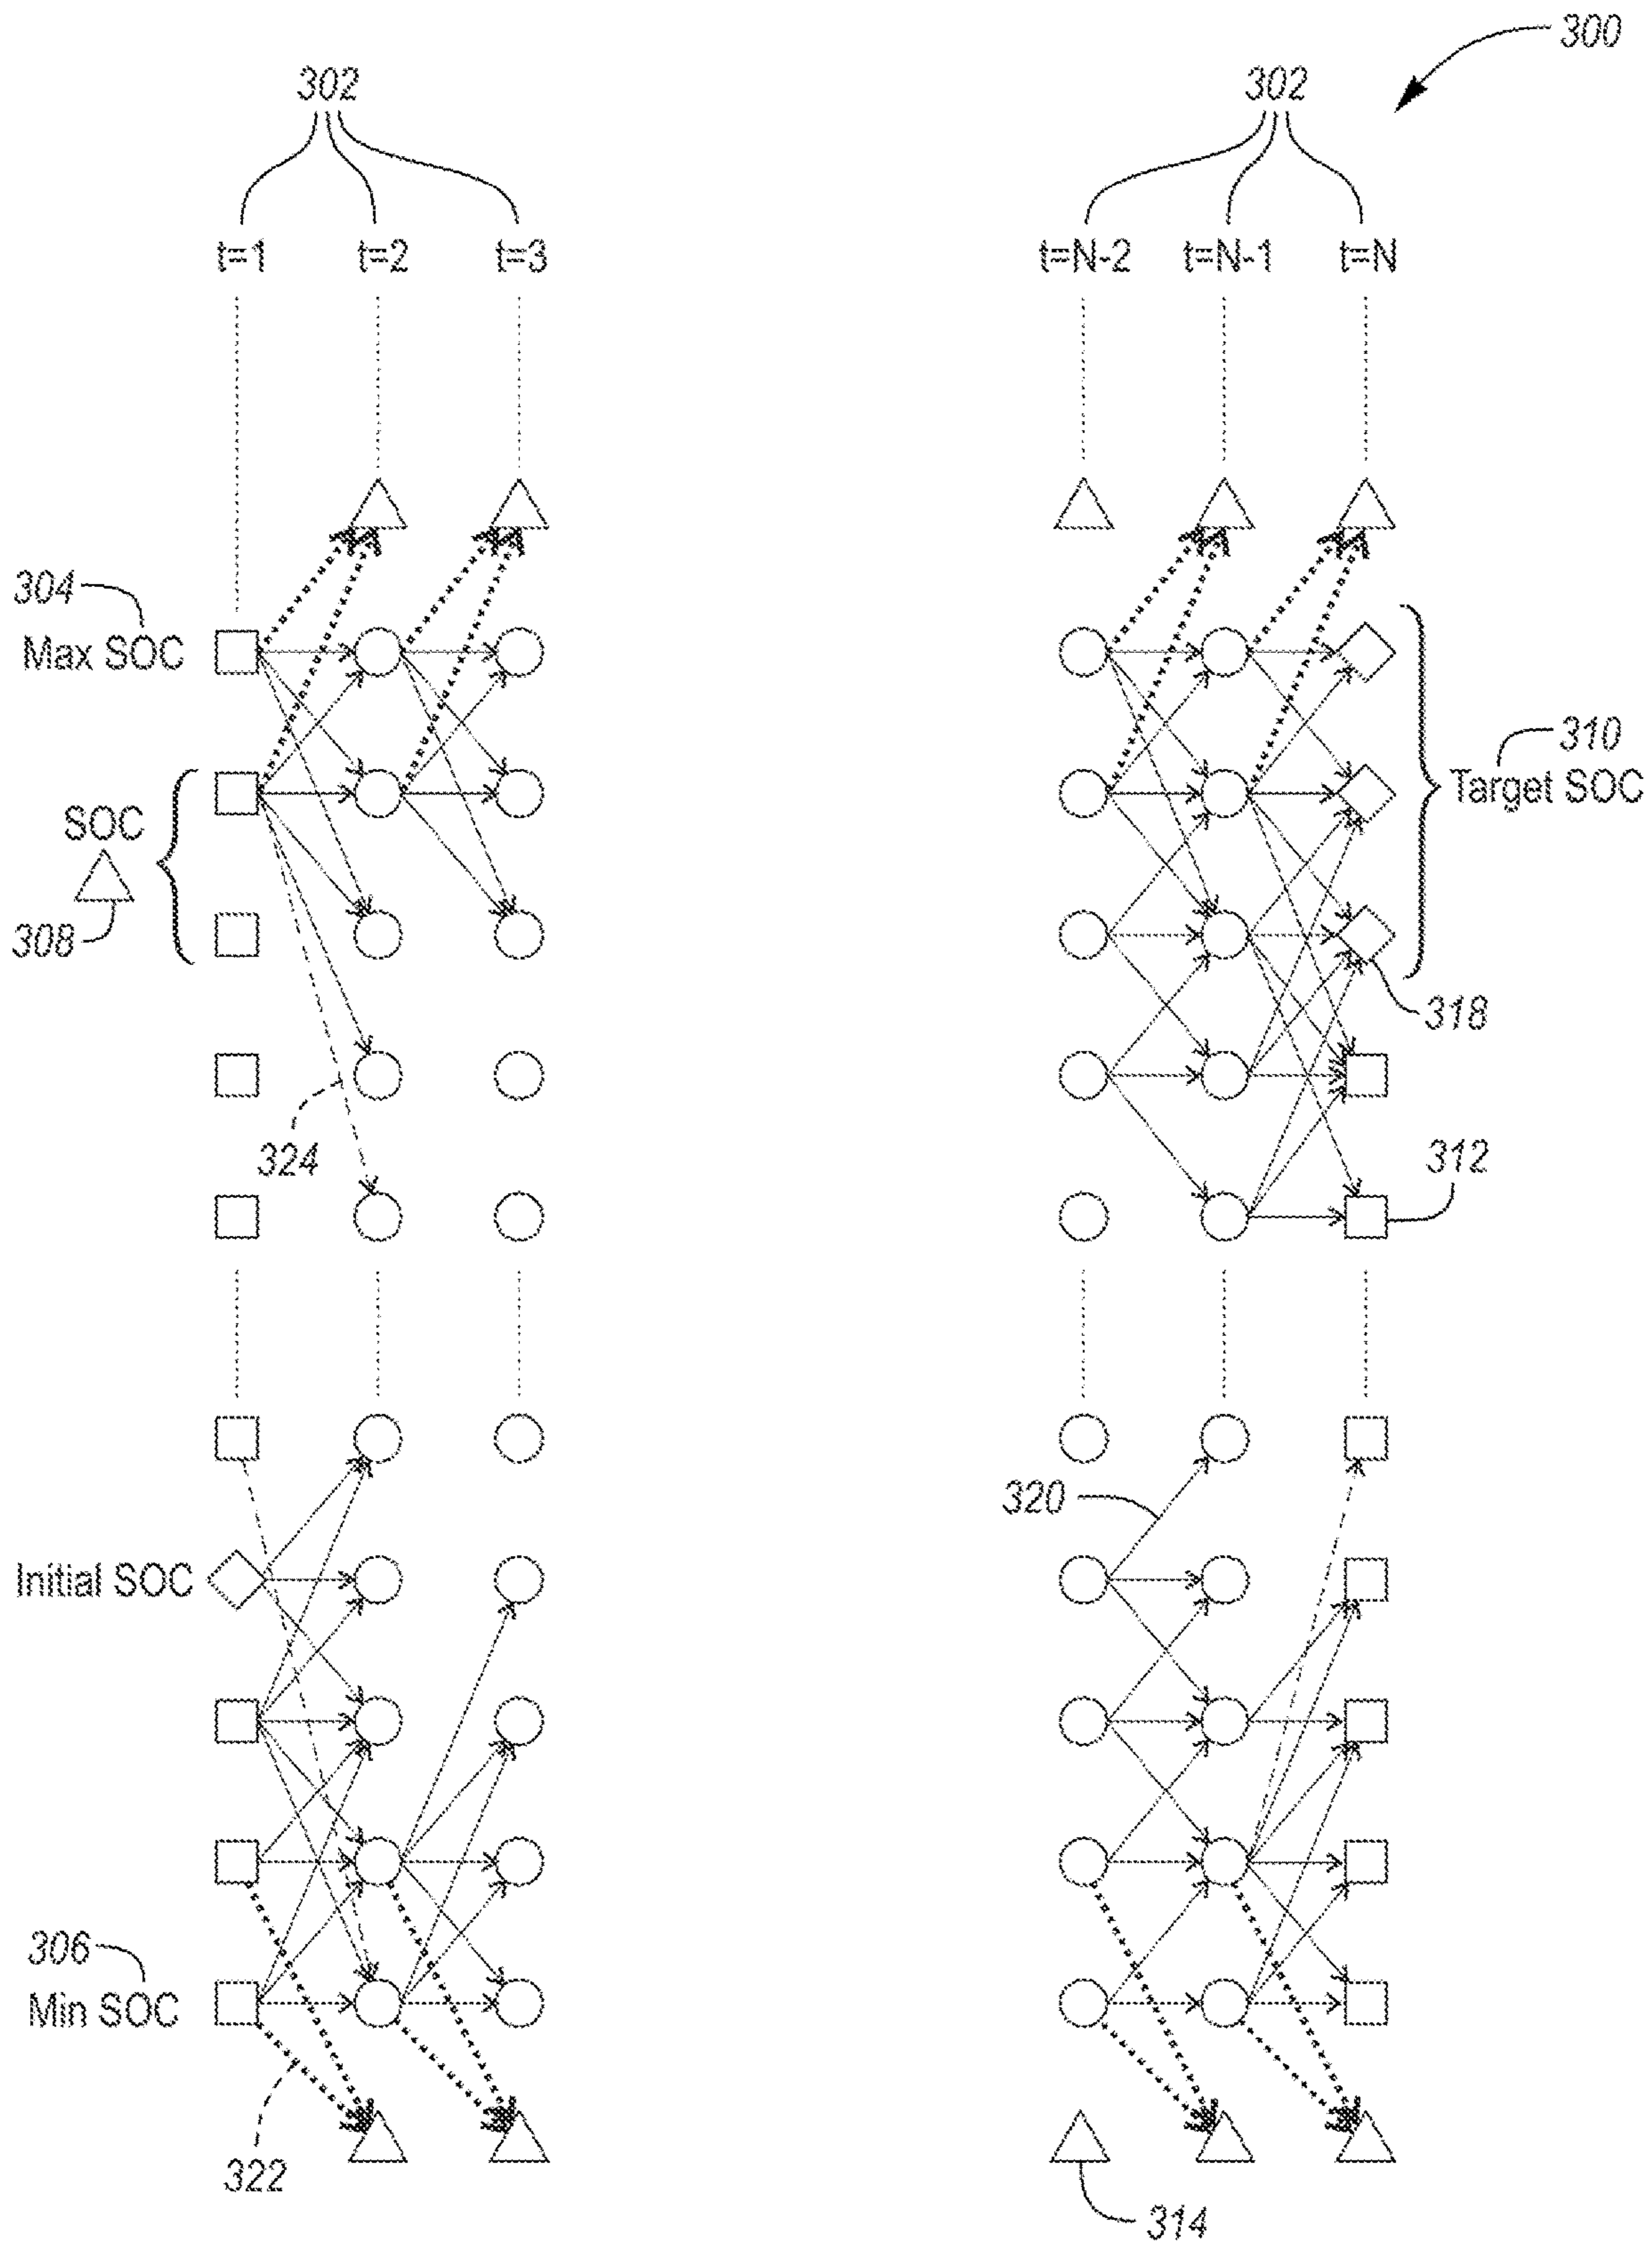 300
302
302
t=1
t=2
t=3
t=N-2
t=N-1
t=N
304
Max SOC
310
Target SOC
SOC
308
318
324
312
320
Initial SOC
306
Min SOC
322
314